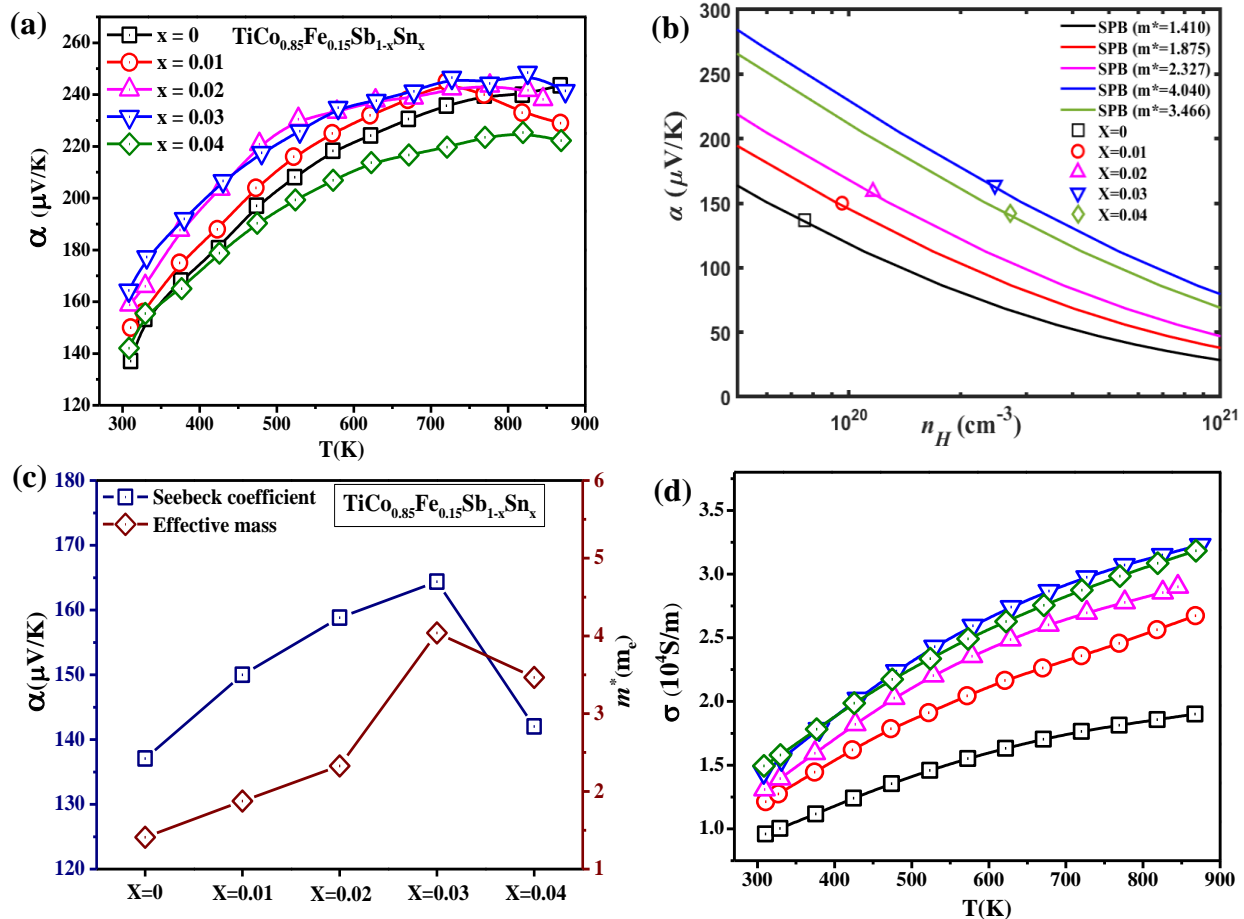 (a)
x = 0
TiCo0.85Fe0.15Sb1-xSnx
x = 0.01
x = 0.02
x = 0.03
x = 0.04
260
240
220
200
180
160
140
120
α (μV/K)
300 400 500 600 700 800 900
T(K)
(b)
300
250
200
150
100
50
0
α (μV/K)
SPB (m*=1.410)
SPB (m*=1.875)
SPB (m*=2.327)
SPB (m*=4.040)
SPB (m*=3.466)
X=0
X=0.01
X=0.02
X=0.03
X=0.04
10^20 10^21
nH (cm-3)
(c)
Seebeck coefficient
Effective mass
TiCo0.85Fe0.15Sb1-xSnx
180
170
165
160
155
150
145
140
135
130
125
120
α(μV/K)
6
5
4
3
2
1
m*(me)
X=0 X=0.01 X=0.02 X=0.03 X=0.04
(d)
3.5
3.0
2.5
2.0
1.5
1.0
σ (10^4S/m)
300 400 500 600 700 800 900
T(K)